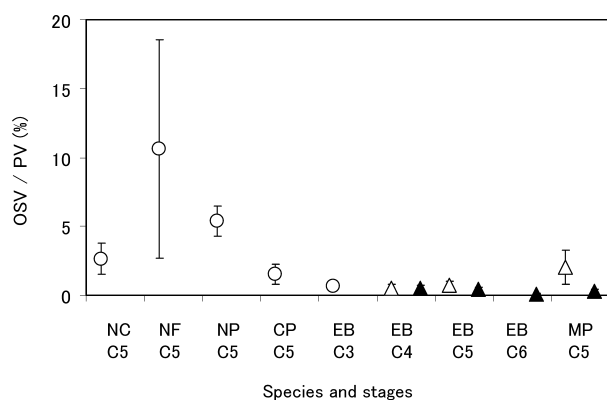 20
15
10
5
0
OSV / PV (%)
NC NF NP CP EB EB EB EB MP
C5 C5 C5 C5 C3 C4 C5 C6 C5
Species and stages